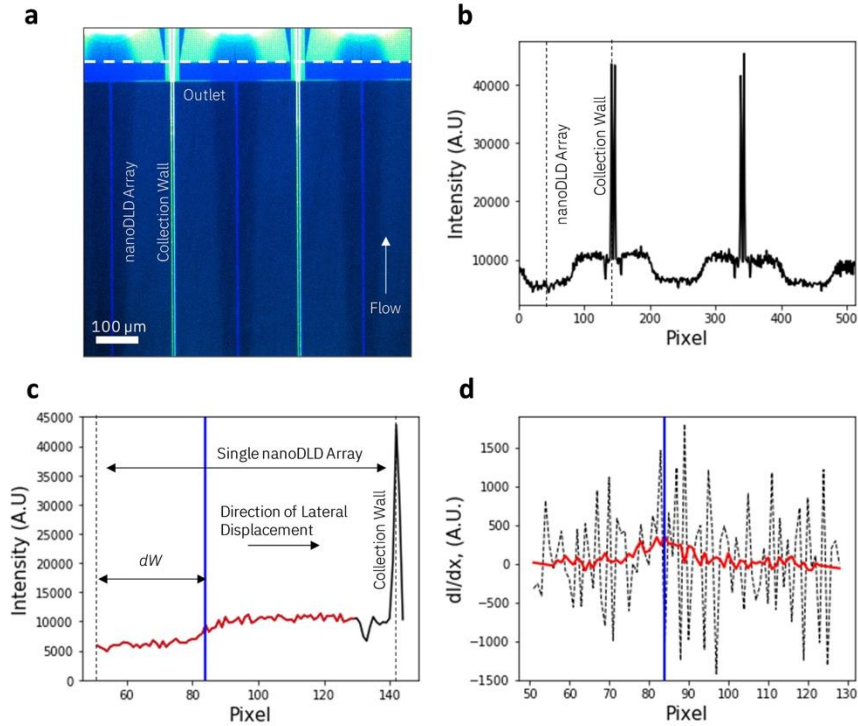 a
Outlet
nanoDLD Array
Collection Wall
Flow
100 µm
b
Intensity (A.U)
40000
30000
20000
10000
nanoDLD Array
Collection Wall
0
100
200
300
400
500
Pixel
c
Intensity (A.U)
45000
40000
35000
30000
25000
20000
15000
10000
5000
0
Single nanoDLD Array
Direction of Lateral
Displacement
Collection Wall
dW
60
80
100
120
140
Pixel
d
dI/dx, (A.U.)
1500
1000
500
0
−500
−1000
−1500
50
60
70
80
90
100
110
120
130
Pixel